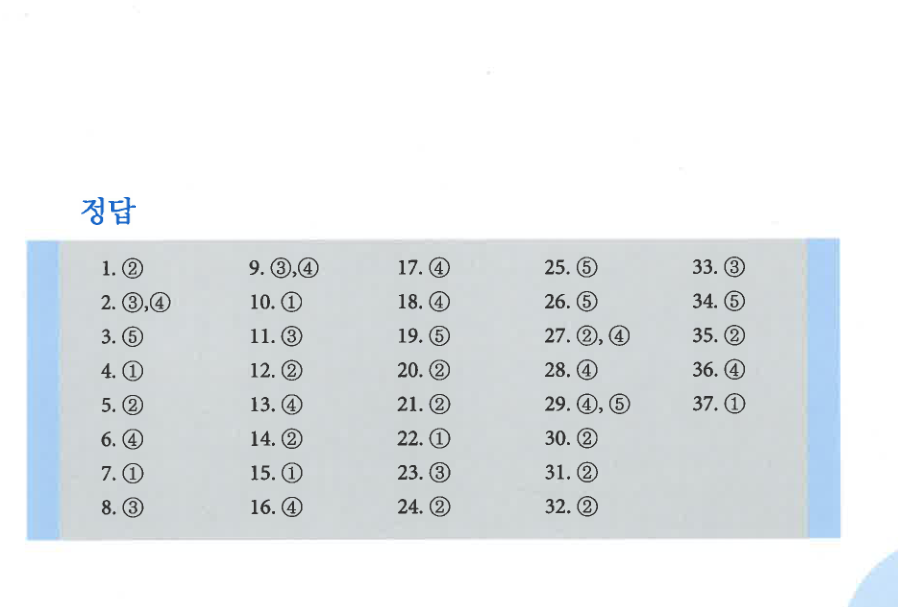 정답
1. ② 9. ③,④ 17. ④ 25. ⑤ 33. ③
2. ③,④ 10. ① 18. ④ 26. ⑤ 34. ⑤
3. ⑤ 11. ③ 19. ⑤ 27. ②, ④ 35. ②
4. ① 12. ② 20. ② 28. ④ 36. ④
5. ② 13. ④ 21. ② 29. ④, ⑤ 37. ①
6. ④ 14. ② 22. ① 30. ②
7. ① 15. ① 23. ③ 31. ②
8. ③ 16. ④ 24. ② 32. ②